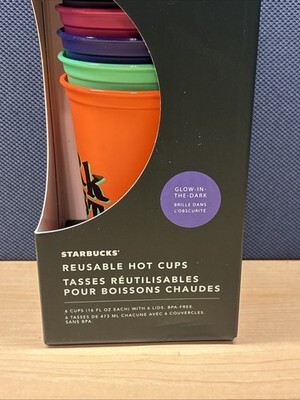 GLOW-IN-
THE-DARK
BRILLE DANS
L'OBSCURITÉ
STARBUCKS®
REUSABLE HOT CUPS
TASSES RÉUTILISABLES
POUR BOISSONS CHAUDES
6 CUPS (16 FL OZ EACH) WITH 6 LIDS. BPA-FREE.
6 TASSES DE 473 ML CHACUNE AVEC 6 COUVERCLES.
SANS BPA.